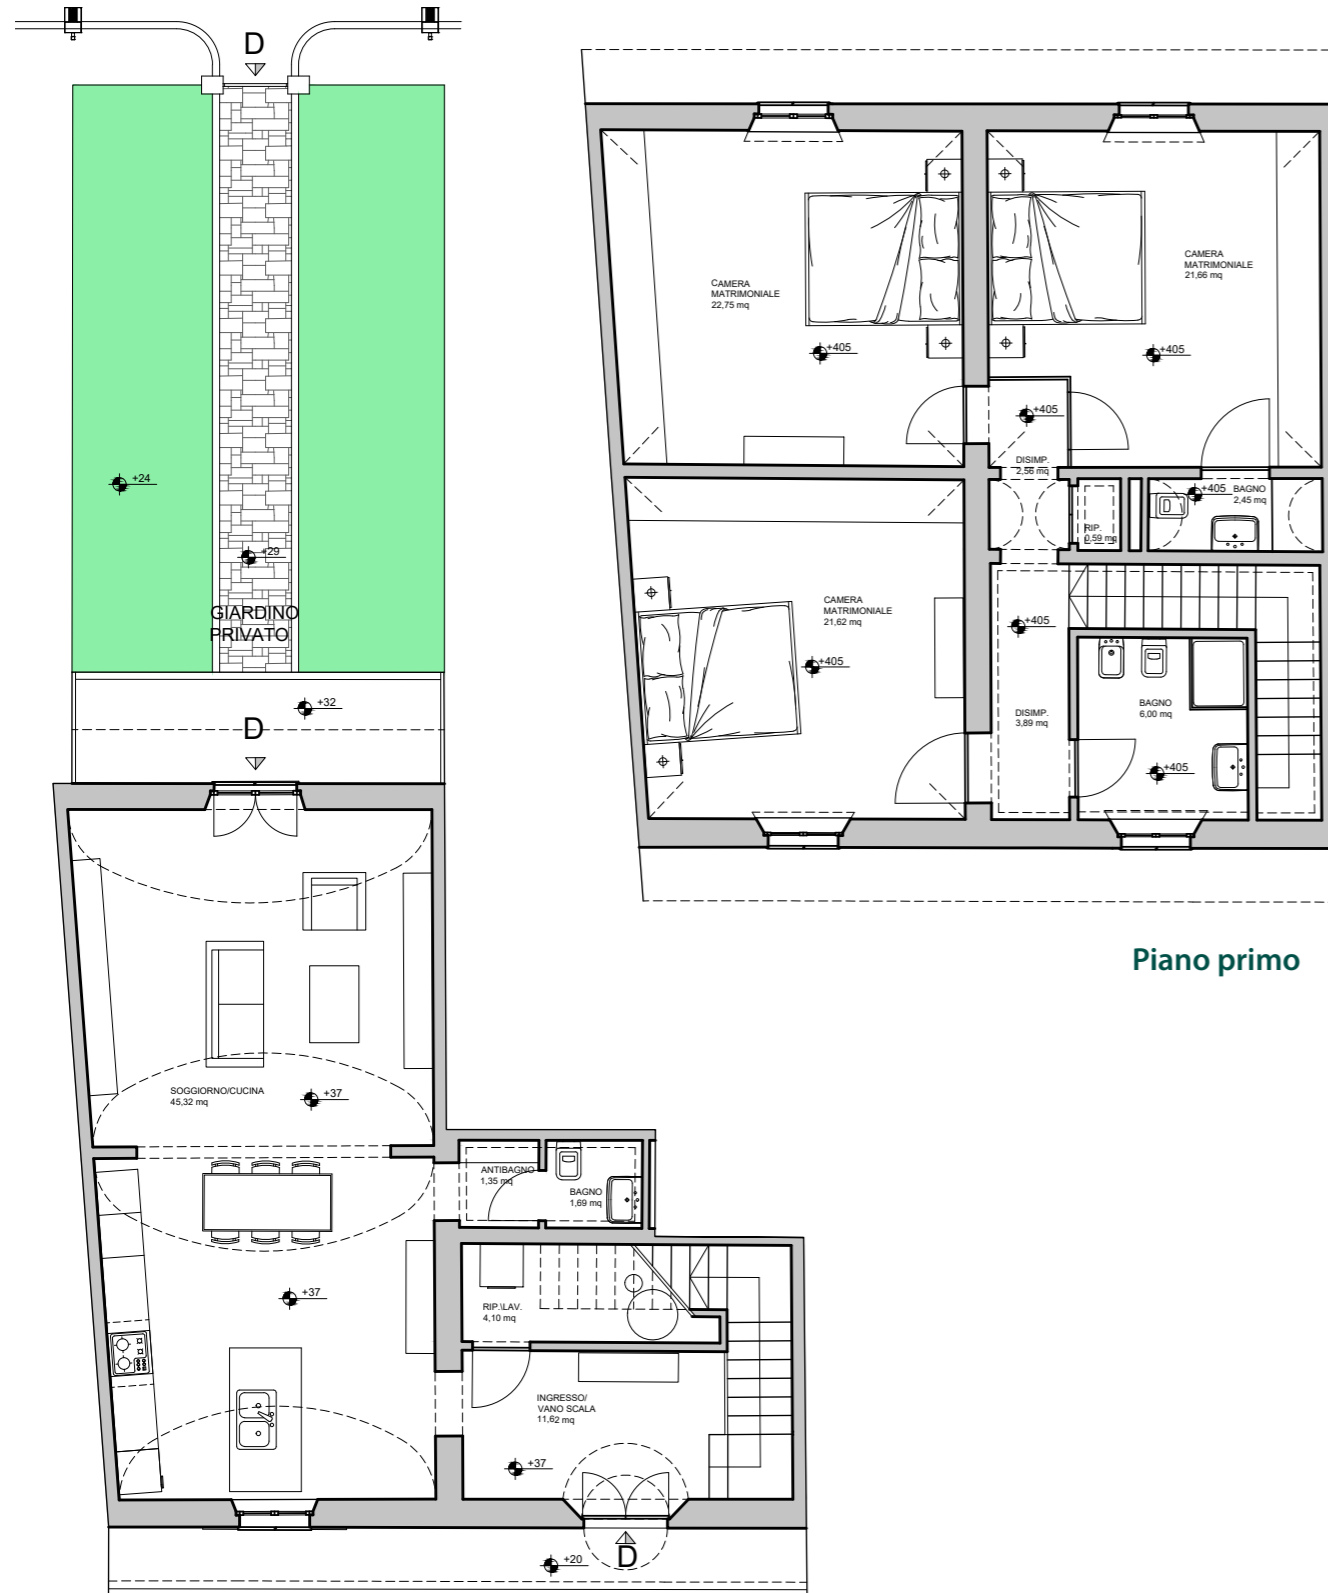 D
+24
+29
GIARDINO
PRIVATO
+32
D
SOGGIORNO/CUCINA
45,32 mq
+37
ANTIBAGNO
1,35 mq
BAGNO
1,69 mq
+37
RIP.\LAV.
4,10 mq
INGRESSO/
VANO SCALA
11,62 mq
+37
D
+20
CAMERA
MATRIMONIALE
22,75 mq
+405
CAMERA
MATRIMONIALE
21,66 mq
+405
+405
DISIMP.
2,56 mq
RIP.
0,59 mq
+405
BAGNO
2,45 mq
CAMERA
MATRIMONIALE
21,62 mq
+405
+405
DISIMP.
3,89 mq
BAGNO
6,00 mq
+405
Piano primo